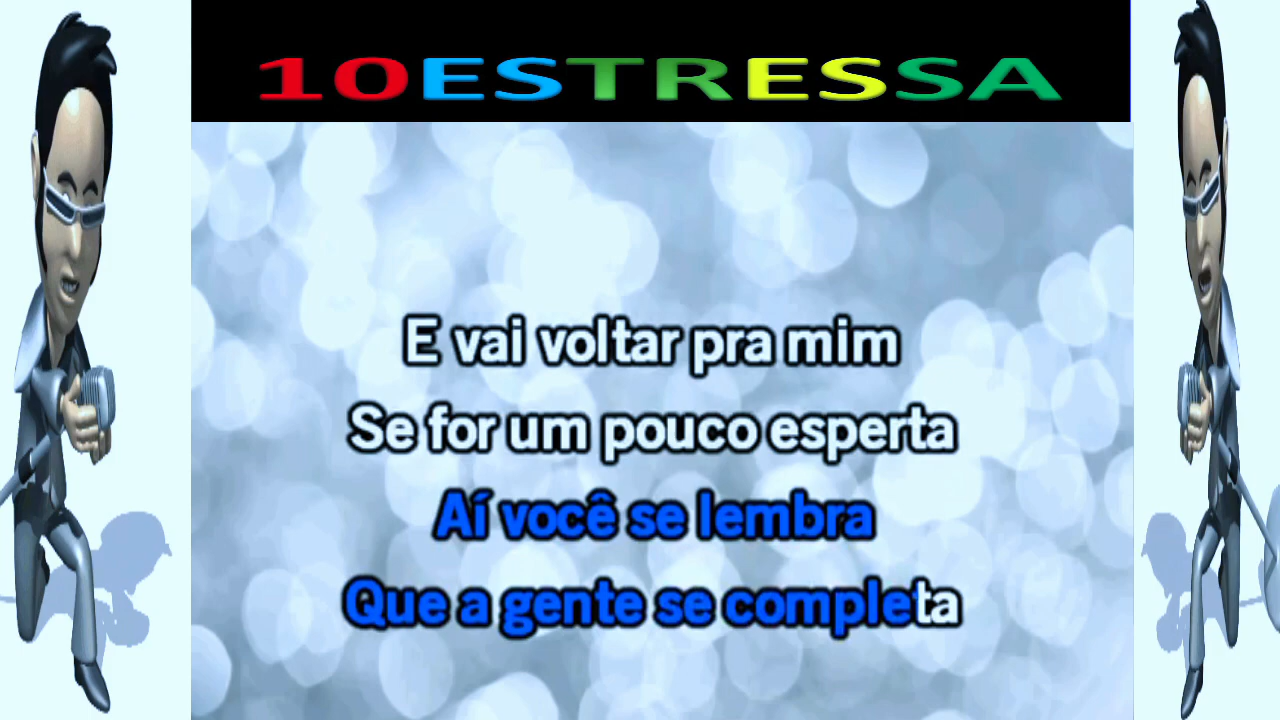 10ESTRESSA
E vai voltar pra mim
Se for um pouco esperta
Aí você se lembra
Que a gente se completa